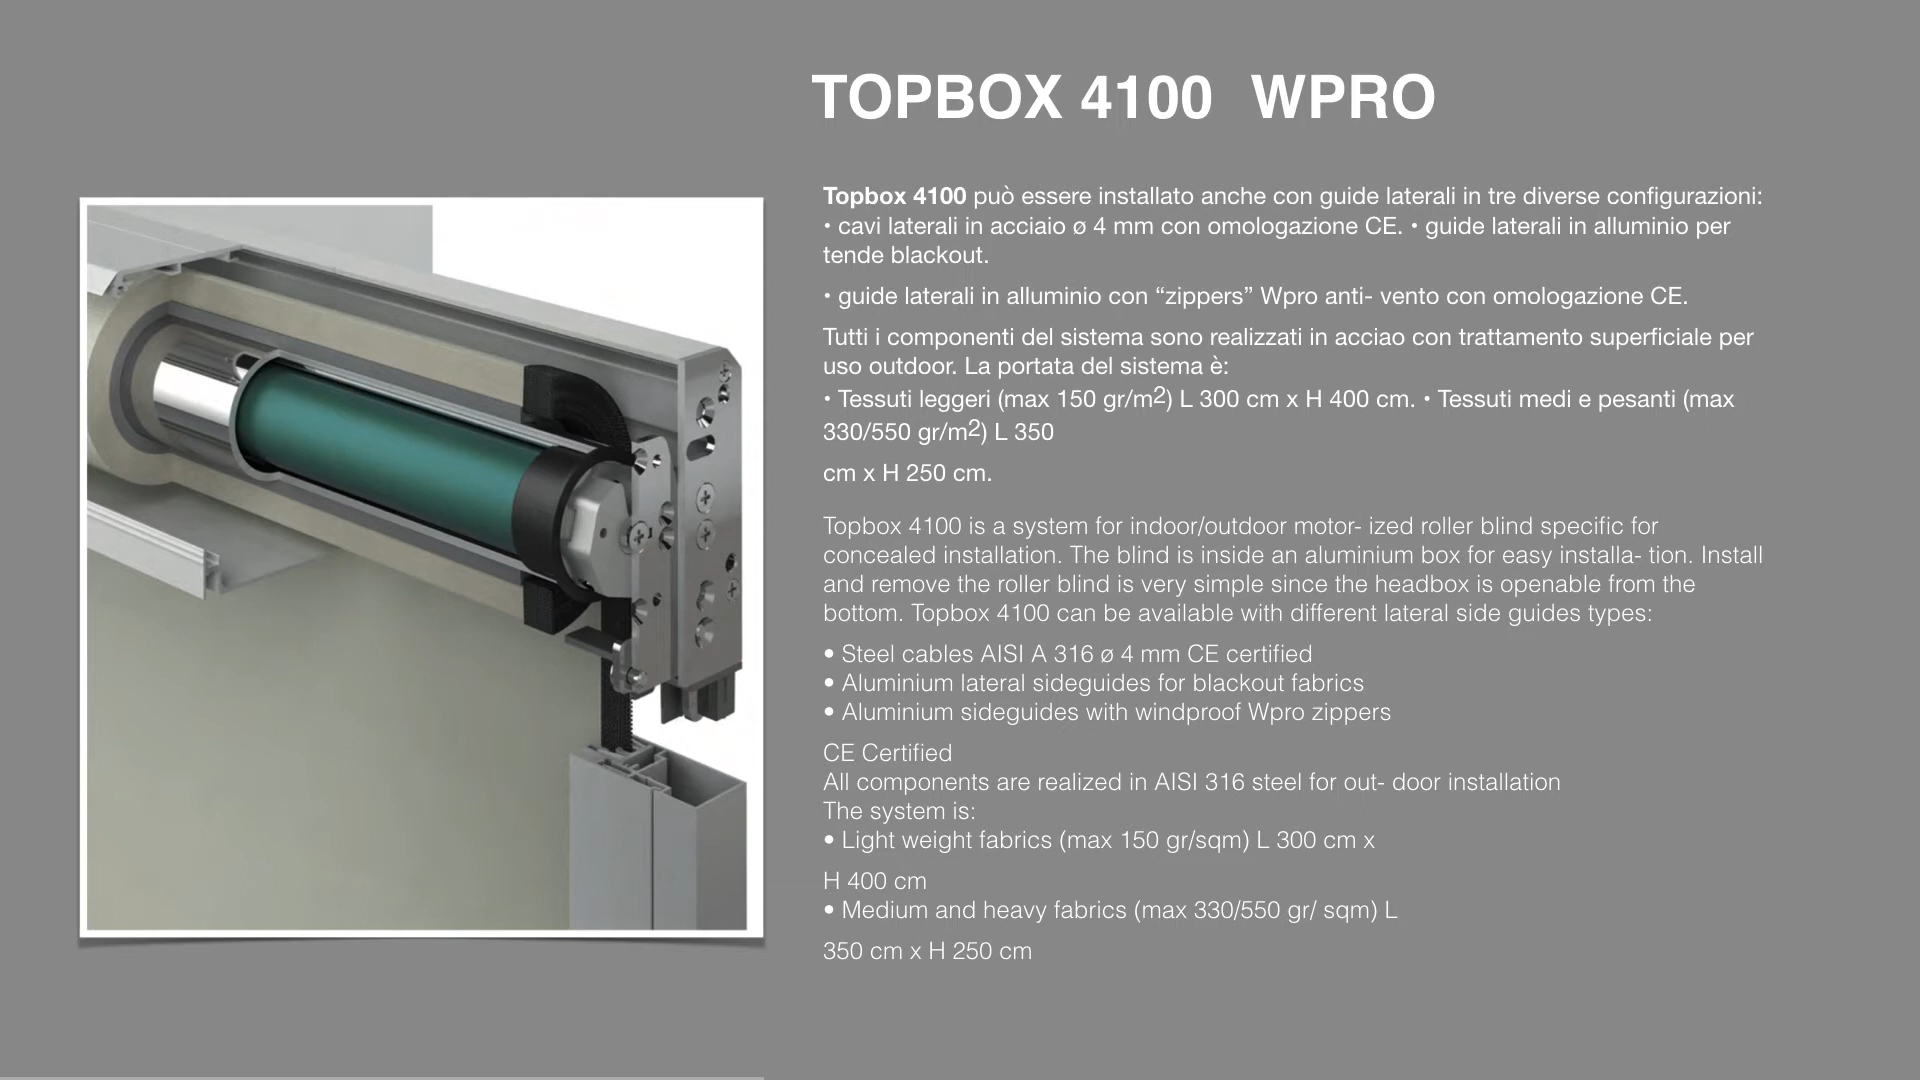 TOPBOX 4100 WPRO
Topbox 4100 può essere installato anche con guide laterali in tre diverse configurazioni:
• cavi laterali in acciaio ø 4 mm con omologazione CE. • guide laterali in alluminio per
tende blackout.
• guide laterali in alluminio con “zippers” Wpro anti- vento con omologazione CE.
Tutti i componenti del sistema sono realizzati in acciao con trattamento superficiale per
uso outdoor. La portata del sistema è:
• Tessuti leggeri (max 150 gr/m2) L 300 cm x H 400 cm. • Tessuti medi e pesanti (max
330/550 gr/m2) L 350
cm x H 250 cm.
Topbox 4100 is a system for indoor/outdoor motor- ized roller blind specific for
concealed installation. The blind is inside an aluminium box for easy installa- tion. Install
and remove the roller blind is very simple since the headbox is openable from the
bottom. Topbox 4100 can be available with different lateral side guides types:
• Steel cables AISI A 316 ø 4 mm CE certified
• Aluminium lateral sideguides for blackout fabrics
• Aluminium sideguides with windproof Wpro zippers
CE Certified
All components are realized in AISI 316 steel for out- door installation
The system is:
• Light weight fabrics (max 150 gr/sqm) L 300 cm x
H 400 cm
• Medium and heavy fabrics (max 330/550 gr/ sqm) L
350 cm x H 250 cm